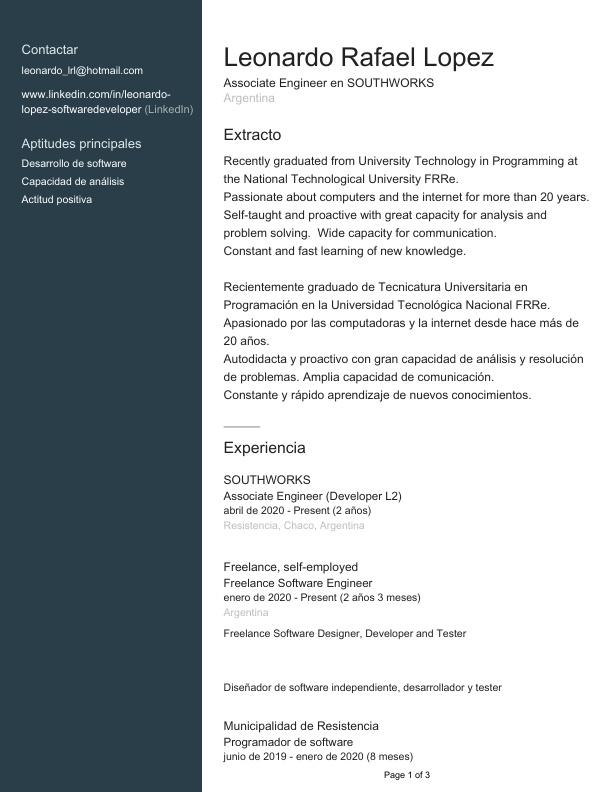 Contactar
leonardo_lrl@hotmail.com
www.linkedin.com/in/leonardo-
lopez-softwaredeveloper (LinkedIn)
Aptitudes principales
Desarrollo de software
Capacidad de análisis
Actitud positiva
Leonardo Rafael Lopez
Associate Engineer en SOUTHWORKS
Argentina
Extracto
Recently graduated from University Technology in Programming at
the National Technological University FRRe.
Passionate about computers and the internet for more than 20 years.
Self-taught and proactive with great capacity for analysis and
problem solving.  Wide capacity for communication.
Constant and fast learning of new knowledge.
Recientemente graduado de Tecnicatura Universitaria en
Programación en la Universidad Tecnológica Nacional FRRe.
Apasionado por las computadoras y la internet desde hace más de
20 años.
Autodidacta y proactivo con gran capacidad de análisis y resolución
de problemas. Amplia capacidad de comunicación.
Constante y rápido aprendizaje de nuevos conocimientos.
Experiencia
SOUTHWORKS
Associate Engineer (Developer L2)
abril de 2020 - Present (2 años)
Resistencia, Chaco, Argentina
Freelance, self-employed
Freelance Software Engineer
enero de 2020 - Present (2 años 3 meses)
Argentina
Freelance Software Designer, Developer and Tester
Diseñador de software independiente, desarrollador y tester
Municipalidad de Resistencia
Programador de software
junio de 2019 - enero de 2020 (8 meses)
Page 1 of 3